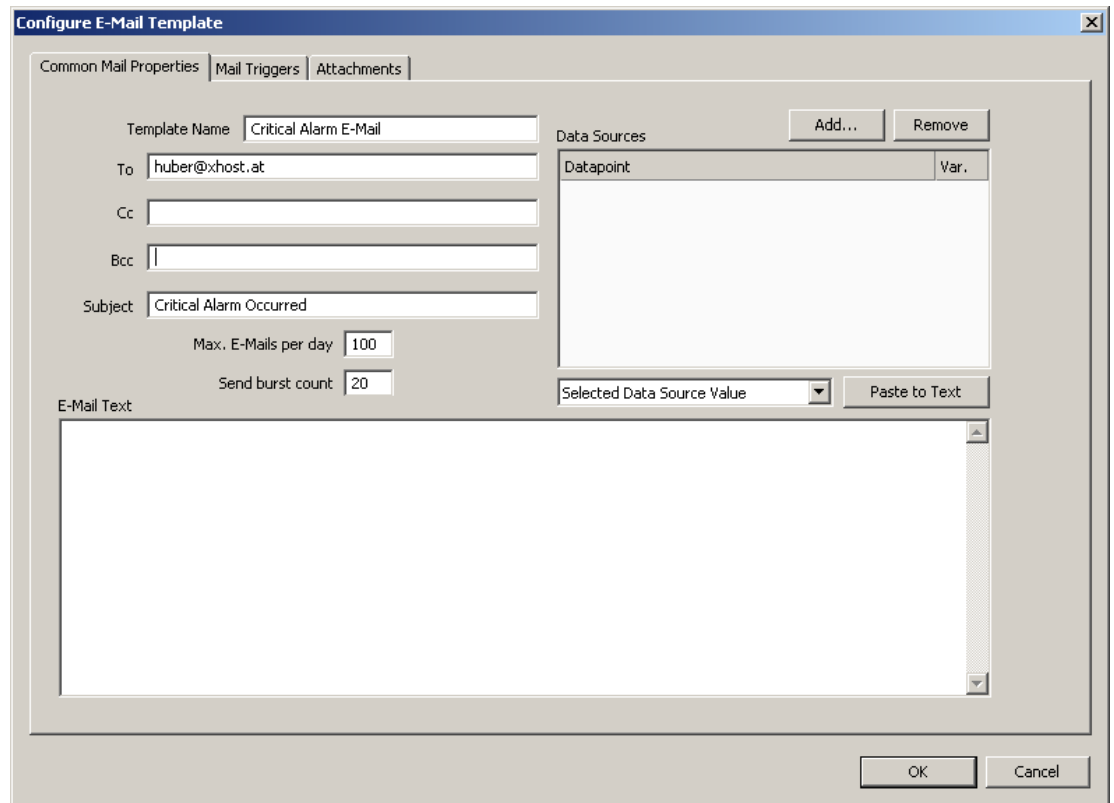 Configure E-Mail Template
Common Mail Properties Mail Triggers Attachments
Template Name Critical Alarm E-Mail
To huber@xhost.at
Cc
Bcc
Subject Critical Alarm Occurred
Max. E-Mails per day 100
Send burst count 20
Data Sources Add... Remove
Datapoint Var.
Selected Data Source Value Paste to Text
E-Mail Text
OK Cancel